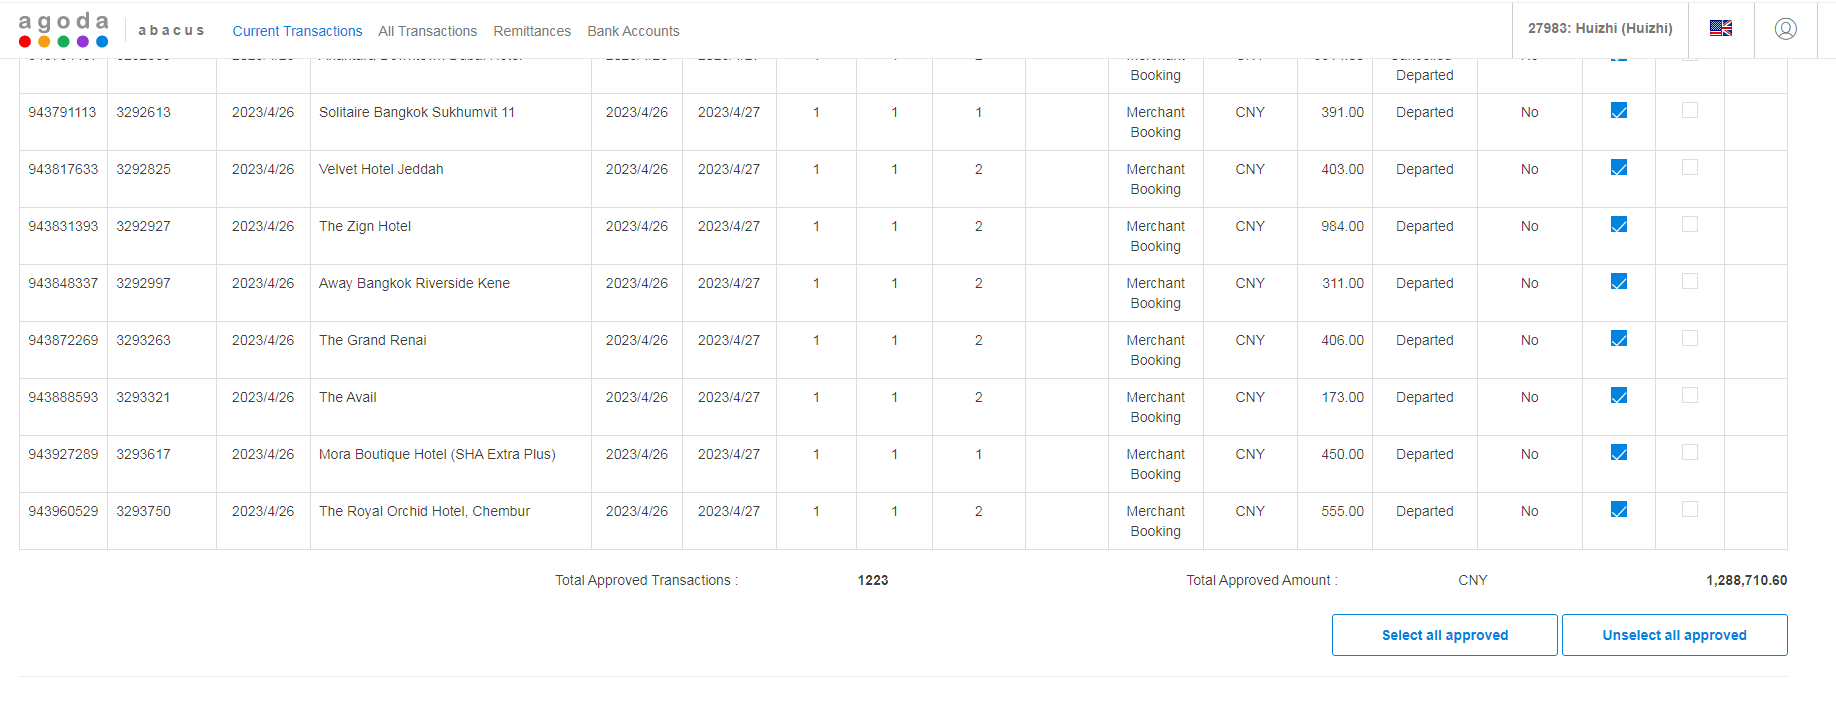 agoda abacus Current Transactions All Transactions Remittances Bank Accounts 27983: Huizhi (Huizhi)
Booking Departed
943791113 3292613 2023/4/26 Solitaire Bangkok Sukhumvit 11 2023/4/26 2023/4/27 1 1 1 Merchant CNY 391.00 Departed No
Booking
943817633 3292825 2023/4/26 Velvet Hotel Jeddah 2023/4/26 2023/4/27 1 1 2 Merchant CNY 403.00 Departed No
Booking
943831393 3292927 2023/4/26 The Zign Hotel 2023/4/26 2023/4/27 1 1 2 Merchant CNY 984.00 Departed No
Booking
943848337 3292997 2023/4/26 Away Bangkok Riverside Kene 2023/4/26 2023/4/27 1 1 2 Merchant CNY 311.00 Departed No
Booking
943872269 3293263 2023/4/26 The Grand Renai 2023/4/26 2023/4/27 1 1 2 Merchant CNY 406.00 Departed No
Booking
943888593 3293321 2023/4/26 The Avail 2023/4/26 2023/4/27 1 1 2 Merchant CNY 173.00 Departed No
Booking
943927289 3293617 2023/4/26 Mora Boutique Hotel (SHA Extra Plus) 2023/4/26 2023/4/27 1 1 1 Merchant CNY 450.00 Departed No
Booking
943960529 3293750 2023/4/26 The Royal Orchid Hotel, Chembur 2023/4/26 2023/4/27 1 1 2 Merchant CNY 555.00 Departed No
Booking
Total Approved Transactions : 1223 Total Approved Amount : CNY 1,288,710.60
Select all approved Unselect all approved